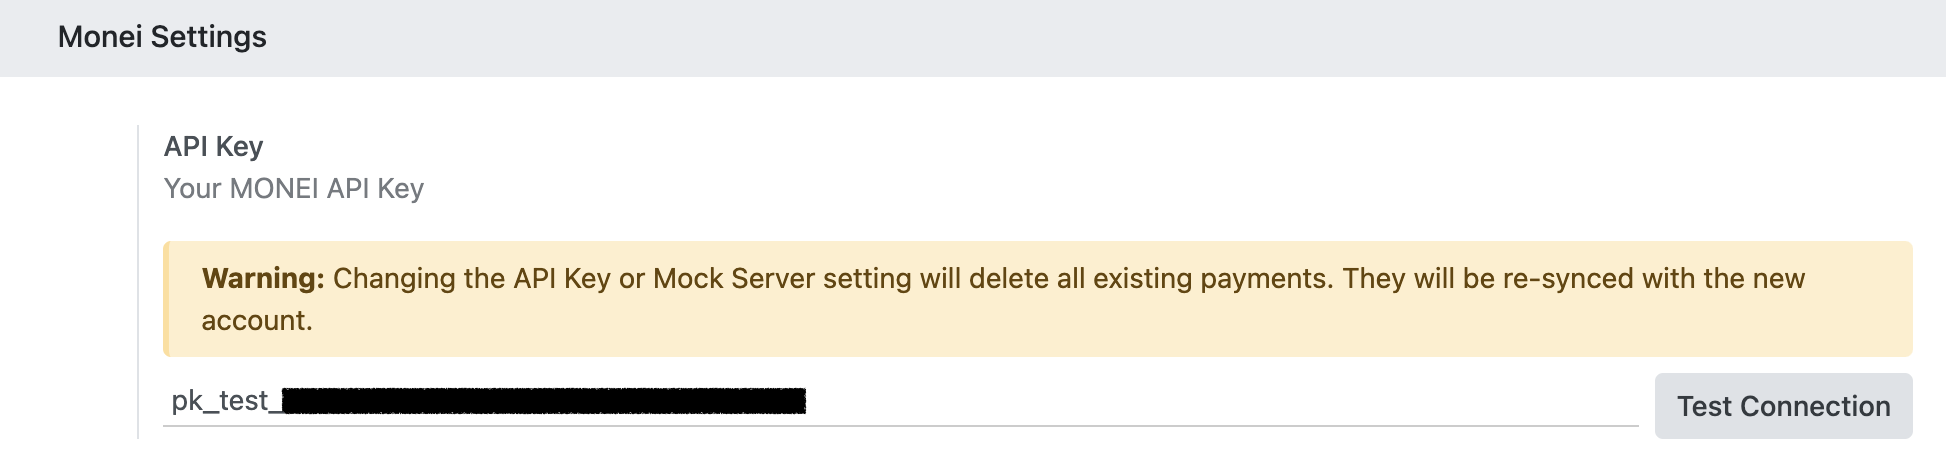 Monei Settings
API Key
Your MONEI API Key
Warning: Changing the API Key or Mock Server setting will delete all existing payments. They will be re-synced with the new
account.
pk_test_
Test Connection